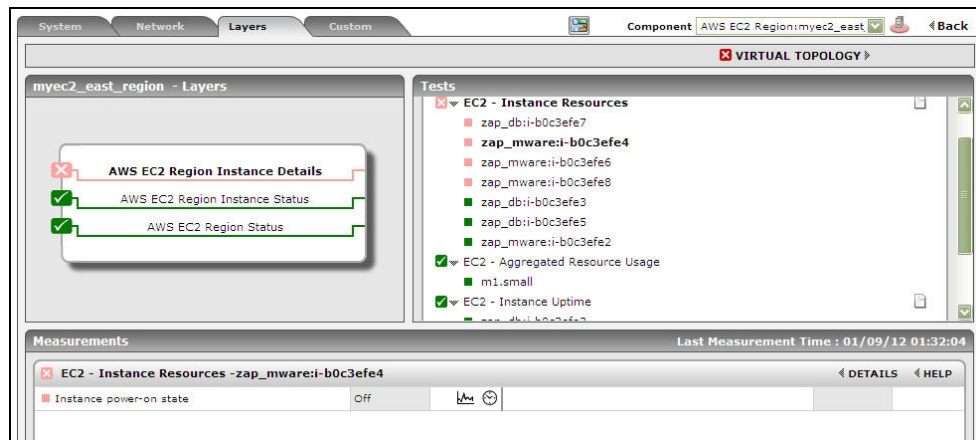 System
Network
Layers
Custom
Component
AWS EC2 Region:myec2_east
Back
VIRTUAL TOPOLOGY
myec2_east_region - Layers
AWS EC2 Region Instance Details
AWS EC2 Region Instance Status
AWS EC2 Region Status
Tests
EC2 - Instance Resources
zap_db:i-b0c3efe7
zap_mware:i-b0c3efe4
zap_mware:i-b0c3efe6
zap_mware:i-b0c3efe8
zap_db:i-b0c3efe3
zap_db:i-b0c3efe5
zap_mware:i-b0c3efe2
EC2 - Aggregated Resource Usage
m1.small
EC2 - Instance Uptime
Measurements
Last Measurement Time : 01/09/12 01:32:04
EC2 - Instance Resources -zap_mware:i-b0c3efe4
DETAILS
HELP
Instance power-on state
Off